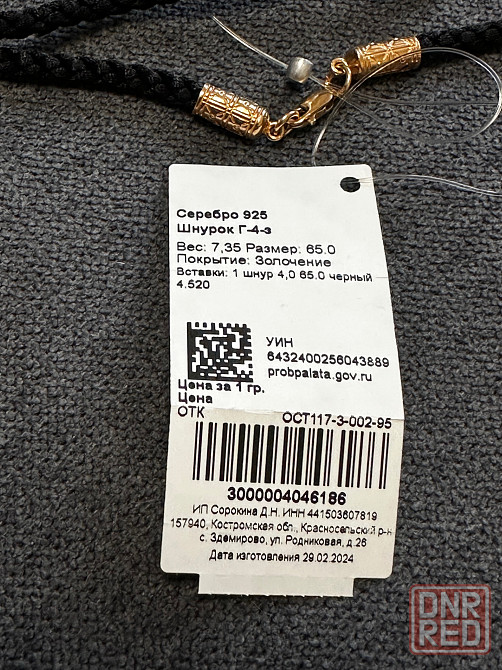 Серебро 925
Шнурок Г-4-з
Вес: 7,35 Размер: 65.0
Покрытие: Золочение
Вставки: 1 шнур 4,0 65.0 черный
4.520
УИН
6432400256043889
probpalata.gov.ru
Цена за 1 гр.
Цена
ОТК ОСТ117-3-002-95
3000004046186
ИП Сорокина Д.Н. ИНН 441503607819
157940, Костромская обл., Красносельский р-н
с. Здемирово, ул. Родниковая, д.26
Дата изготовления 29.02.2024
DNR
RED